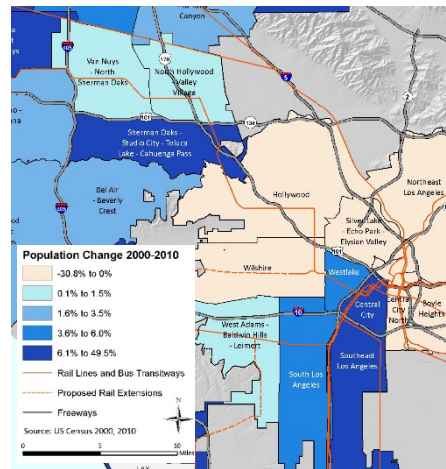 Canyon
405
5
170
Van Nuys -
North
Sherman Oaks
North Hollywood -
Valley
Village
2
101
134
Sherman Oaks -
Studio City - Toluca
Lake - Cahuenga Pass
Northeast
Los Angeles
Bel Air -
Beverly
Crest
Hollywood
405
Silver Lake
- Echo Park -
Elysian Valley
101
Population Change 2000-2010
-30.8% to 0%
0.1% to 1.5%
1.6% to 3.5%
3.6% to 6.0%
6.1% to 49.5%
Rail Lines and Bus Transitways
Proposed Rail Extensions
Freeways
Source: US Census 2000, 2010
N
0
5
10
Miles
Wilshire
Westlake
Central
City
Central
City
North
Boyle
Heights
10
West Adams -
Baldwin Hills
- Leimert
South Los
Angeles
Southeast
Los Angeles
LAX